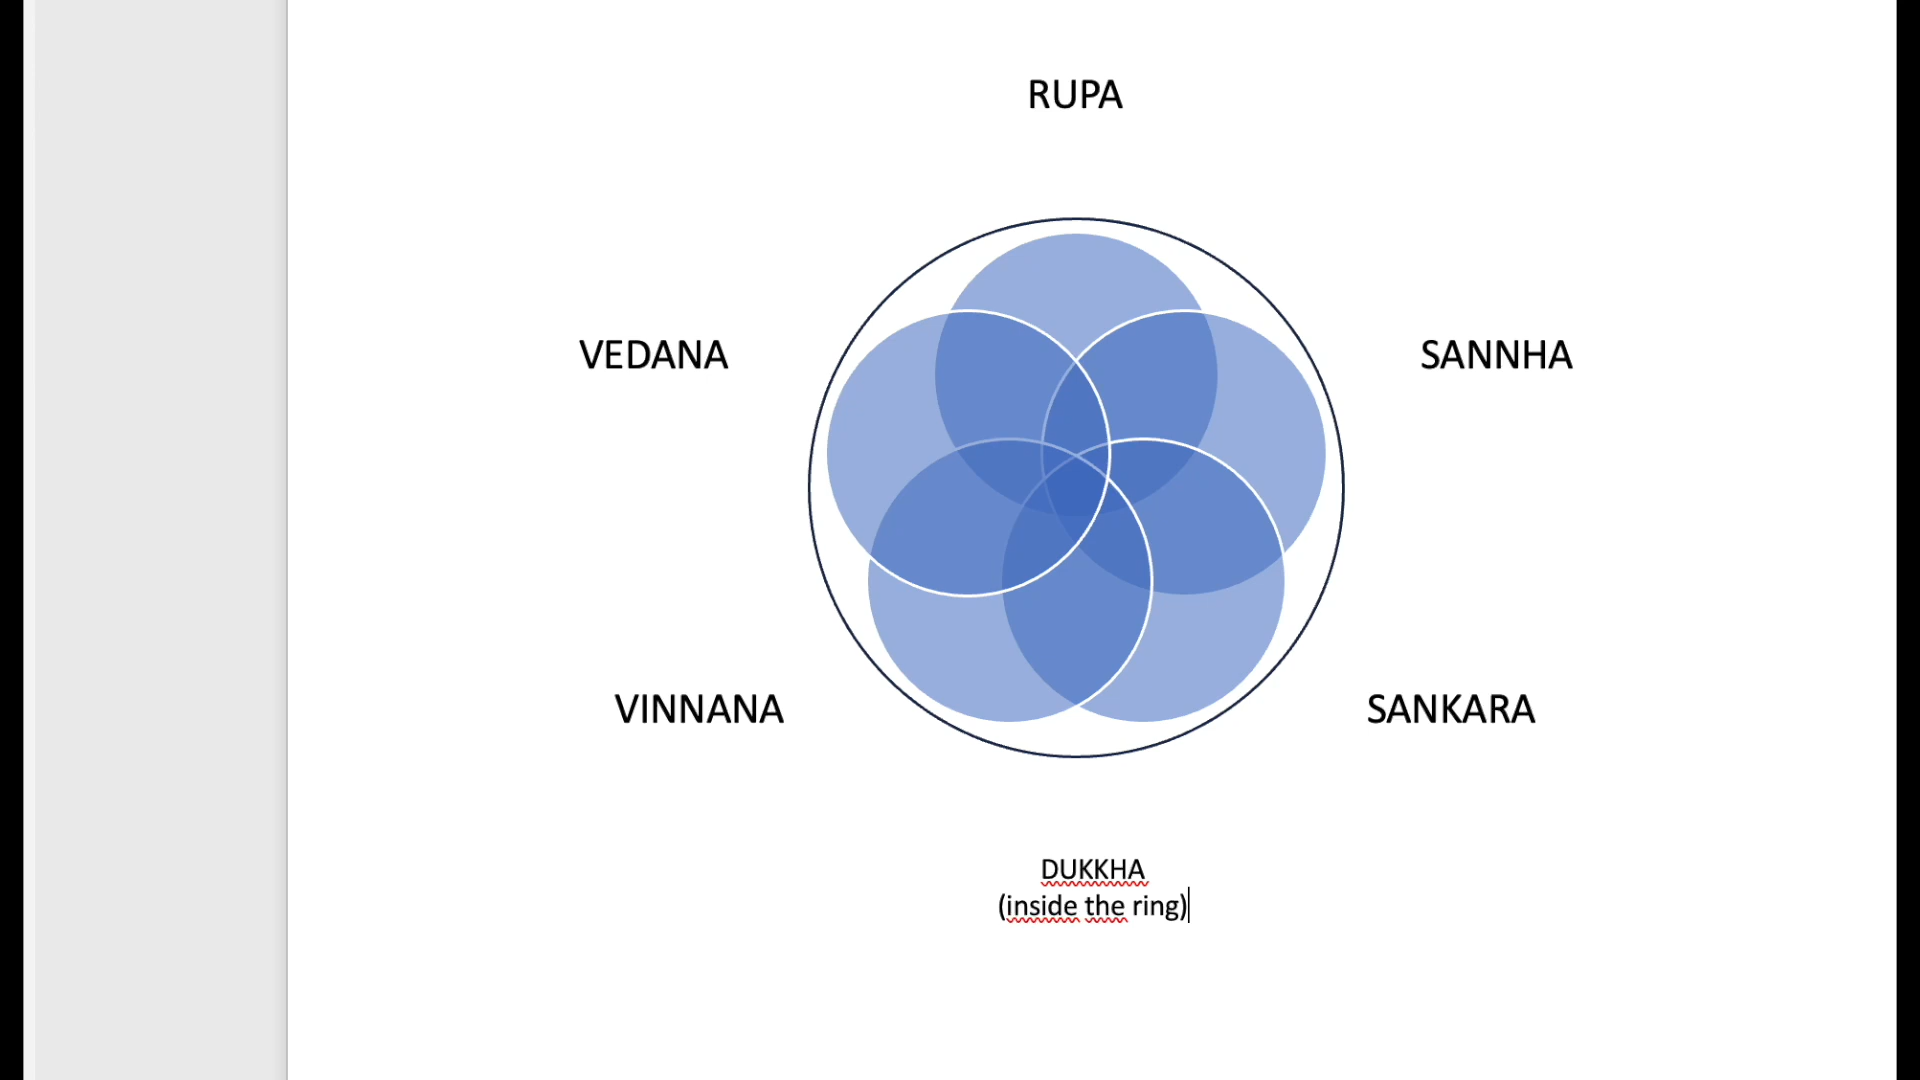 RUPA
VEDANA
SANNHA
VINNANA
SANKARA
DUKKHA
(inside the ring)